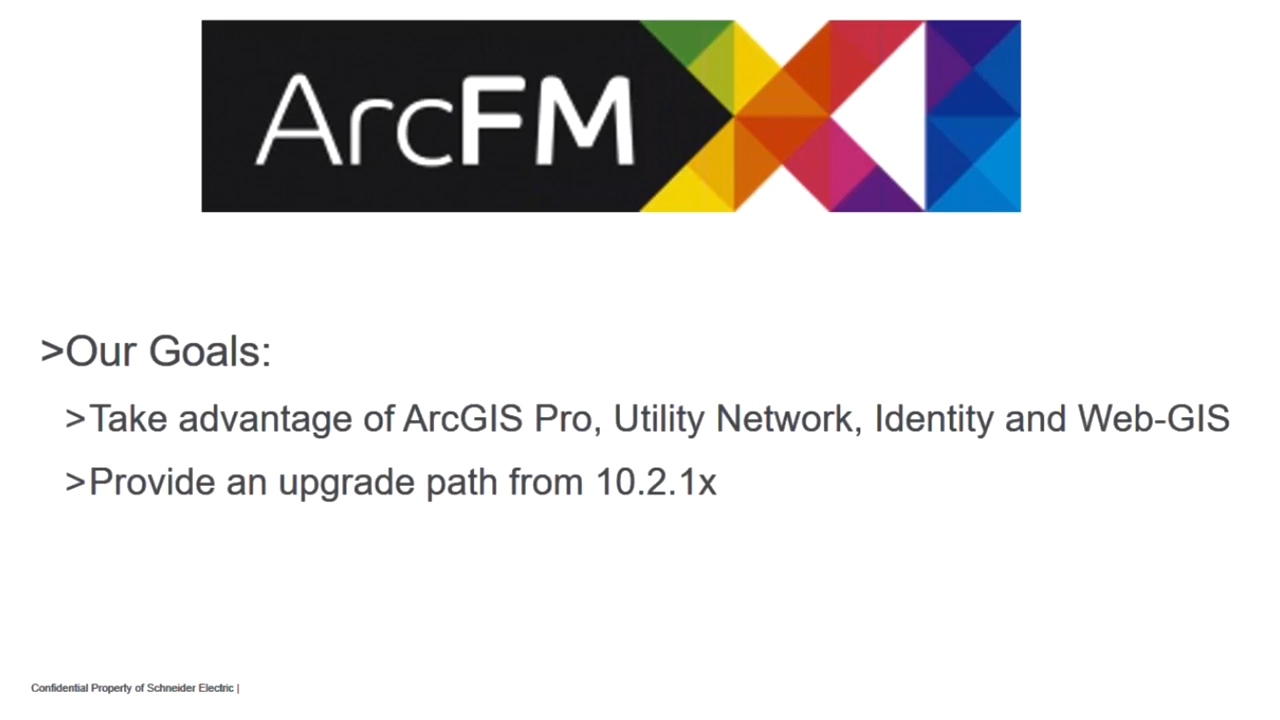 ArcFM XI
>Our Goals:
>Take advantage of ArcGIS Pro, Utility Network, Identity and Web-GIS
>Provide an upgrade path from 10.2.1x
Confidential Property of Schneider Electric |